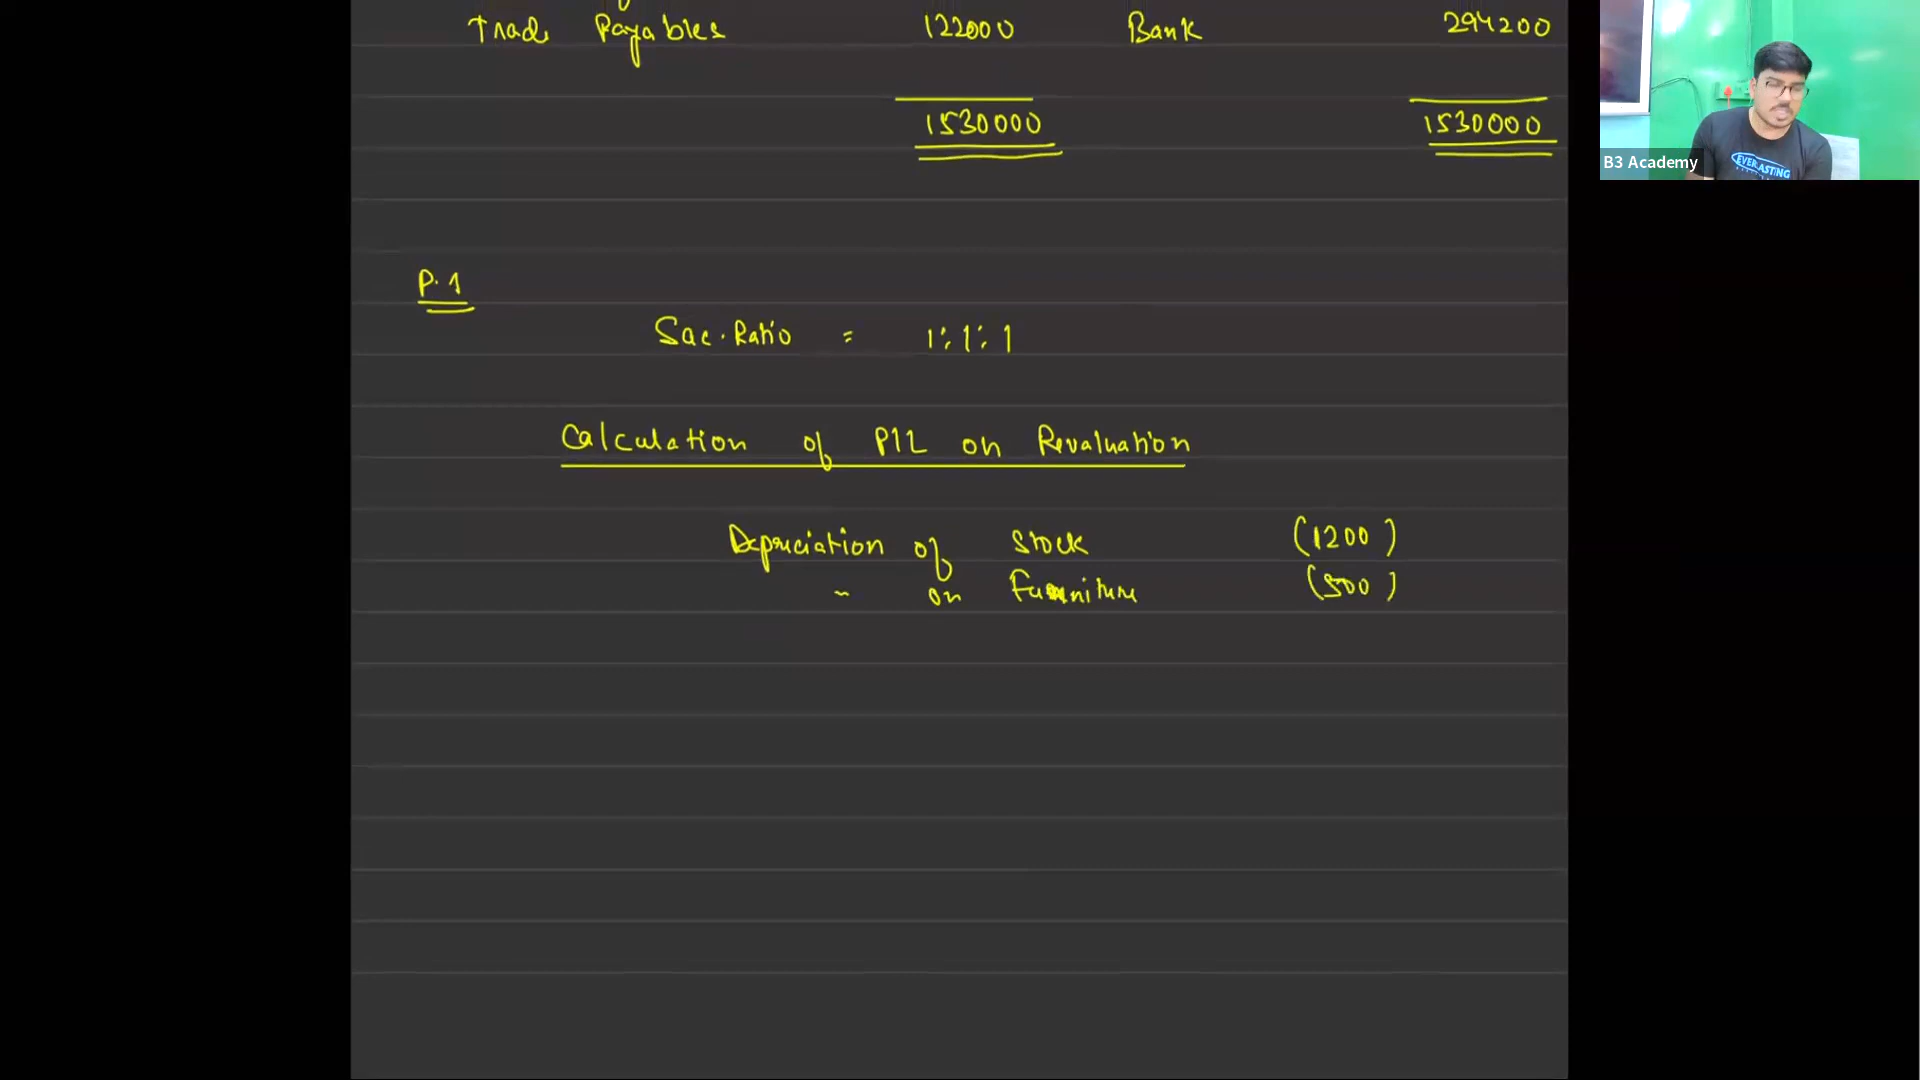 Trade Payables 122000 Bank 294200
1530000 1530000
B3 Academy
EVERLASTING
P.1
Sac. Ratio = 1:1:1
Calculation of P/L on Revaluation
Depreciation of Stock (1200)
" on Furniture (500)